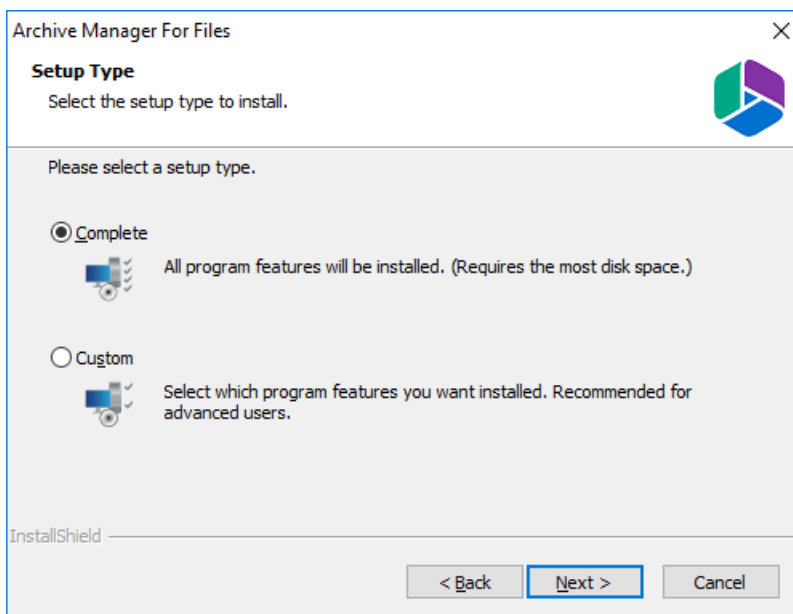 Archive Manager For Files
Setup Type
Select the setup type to install.
Please select a setup type.
Complete
All program features will be installed. (Requires the most disk space.)
Custom
Select which program features you want installed. Recommended for
advanced users.
InstallShield
< Back
Next >
Cancel